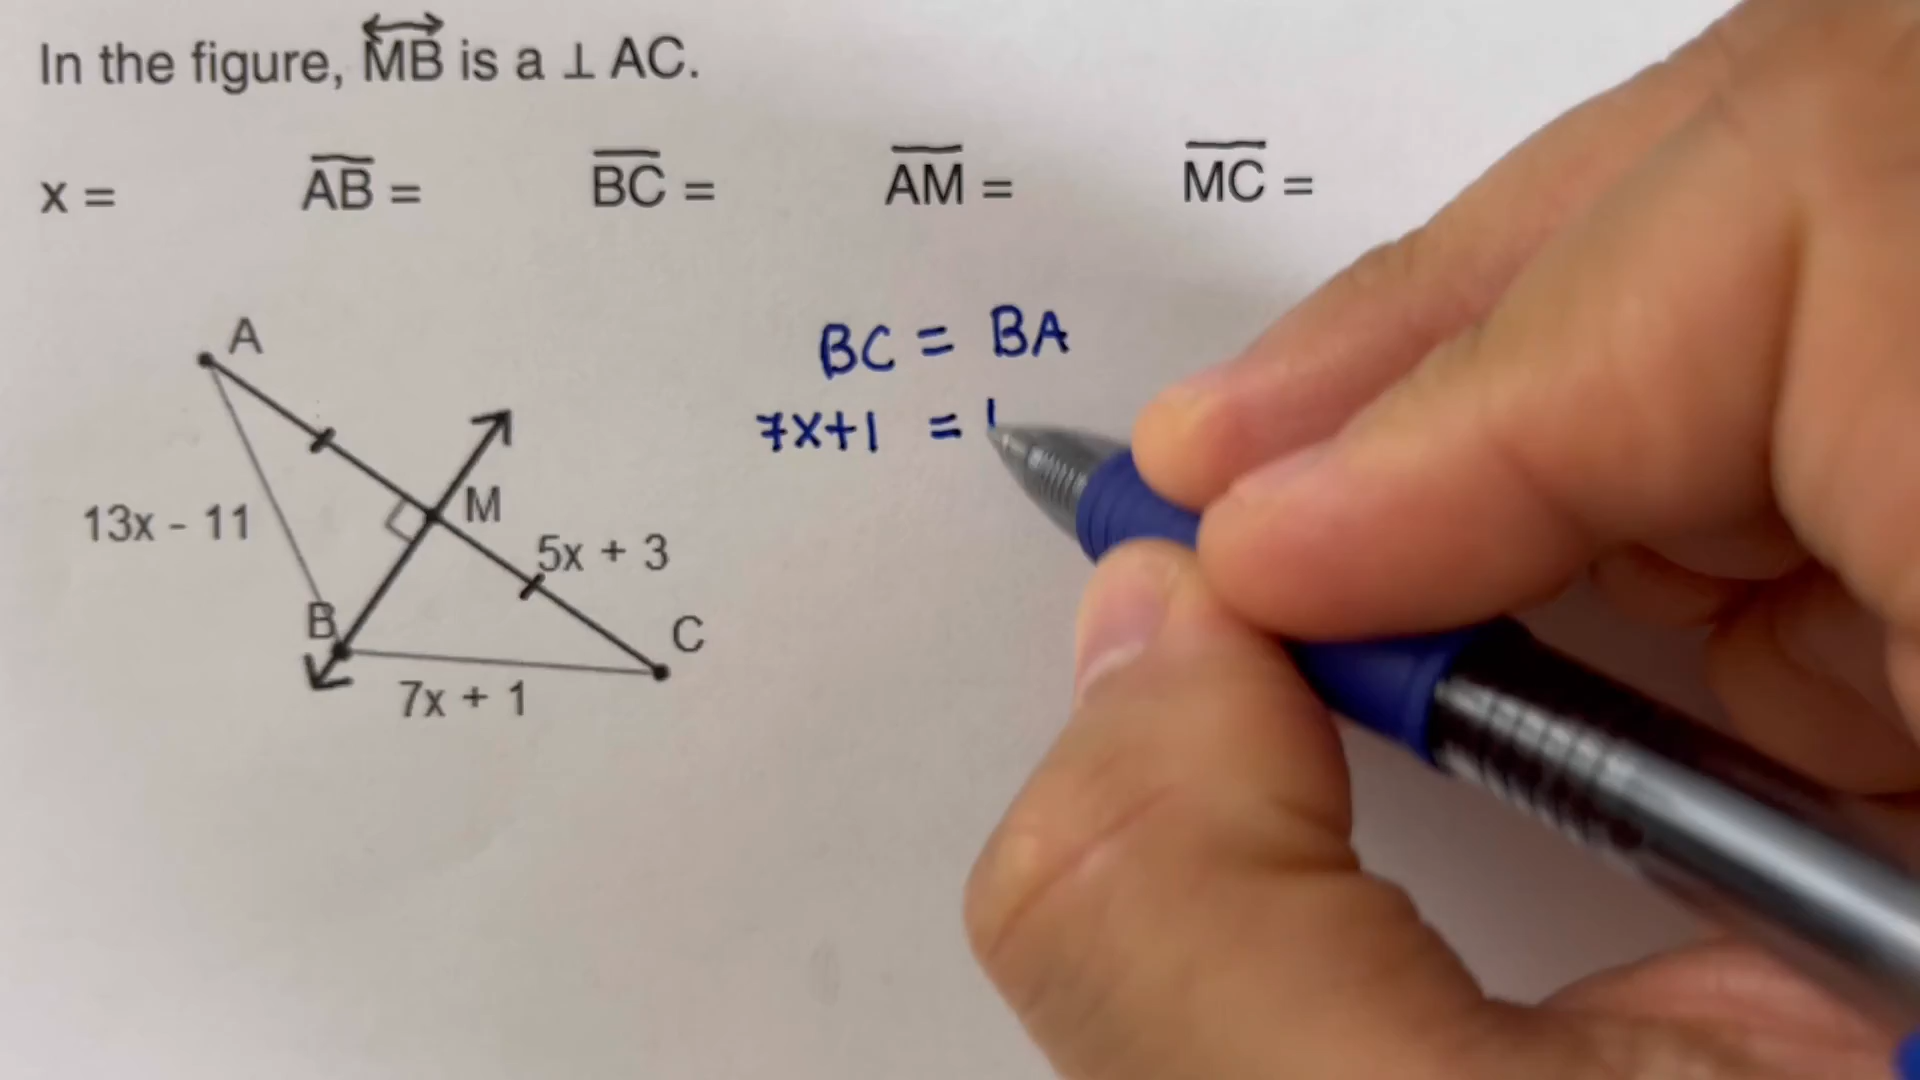 In the figure, MB is a ⊥ AC.
x = AB = BC = AM = MC =
A
BC = BA
7x+1 = 1
M
13x - 11
5x + 3
B
C
7x + 1